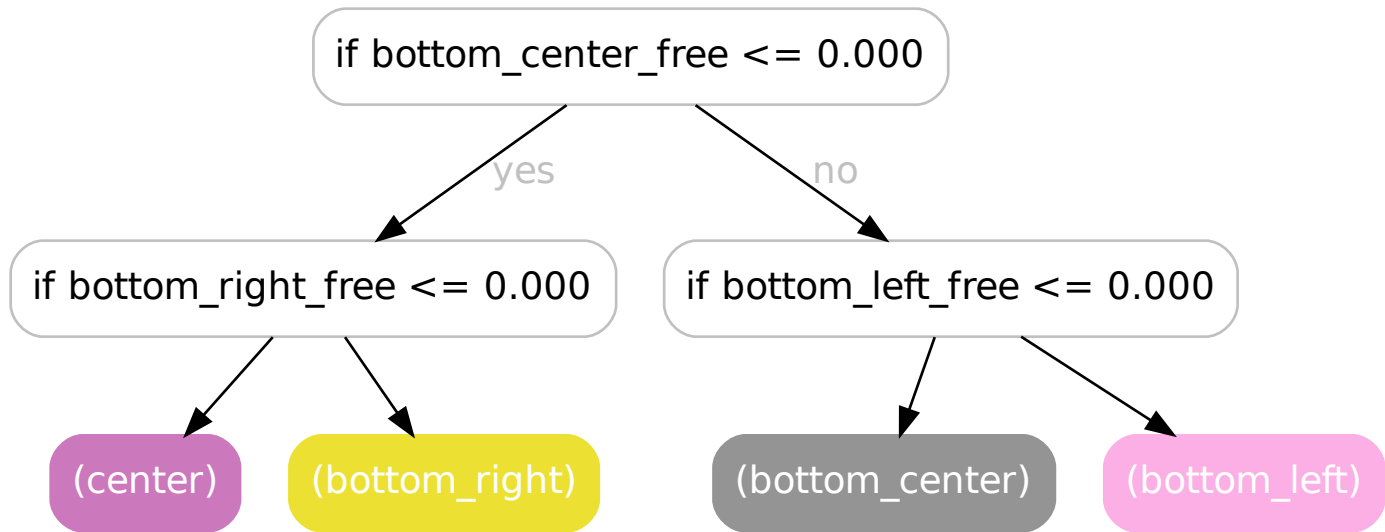 if bottom_center_free <= 0.000
yes
no
if bottom_right_free <= 0.000
if bottom_left_free <= 0.000
(center)
(bottom_right)
(bottom_center)
(bottom_left)